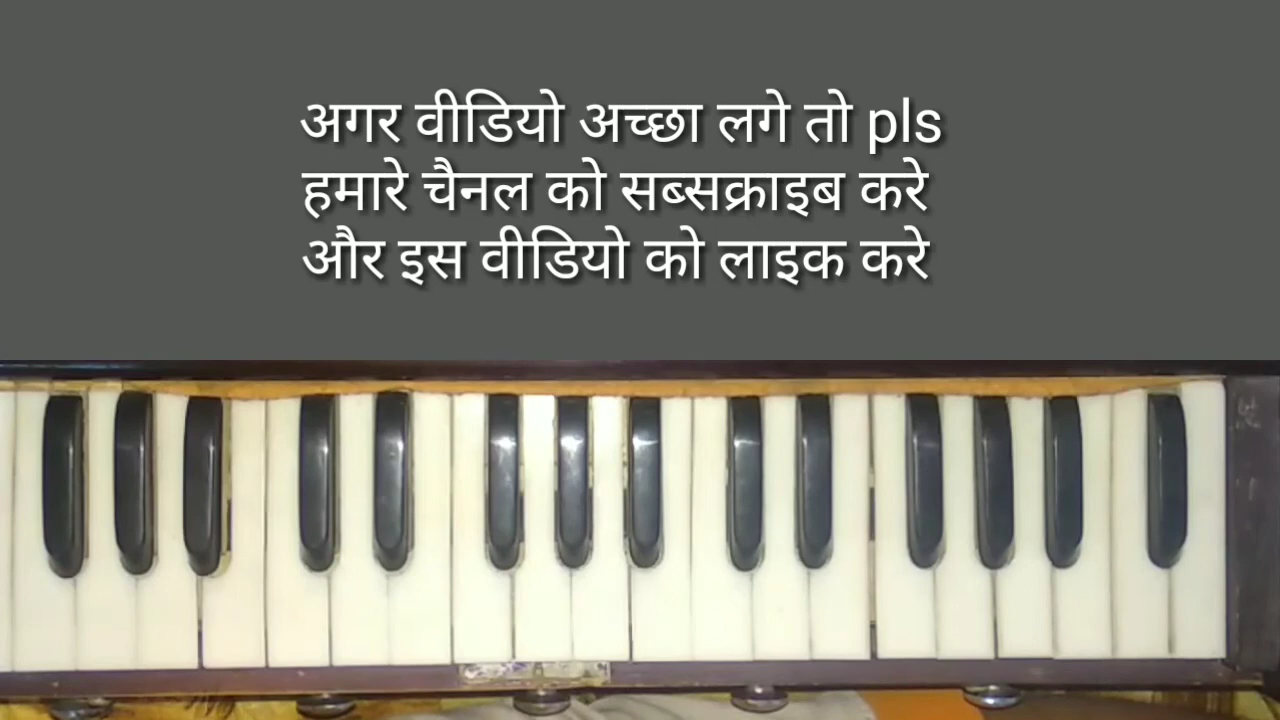 अगर वीडियो अच्छा लगे तो pls
हमारे चैनल को सब्सक्राइब करे
और इस वीडियो को लाइक करे